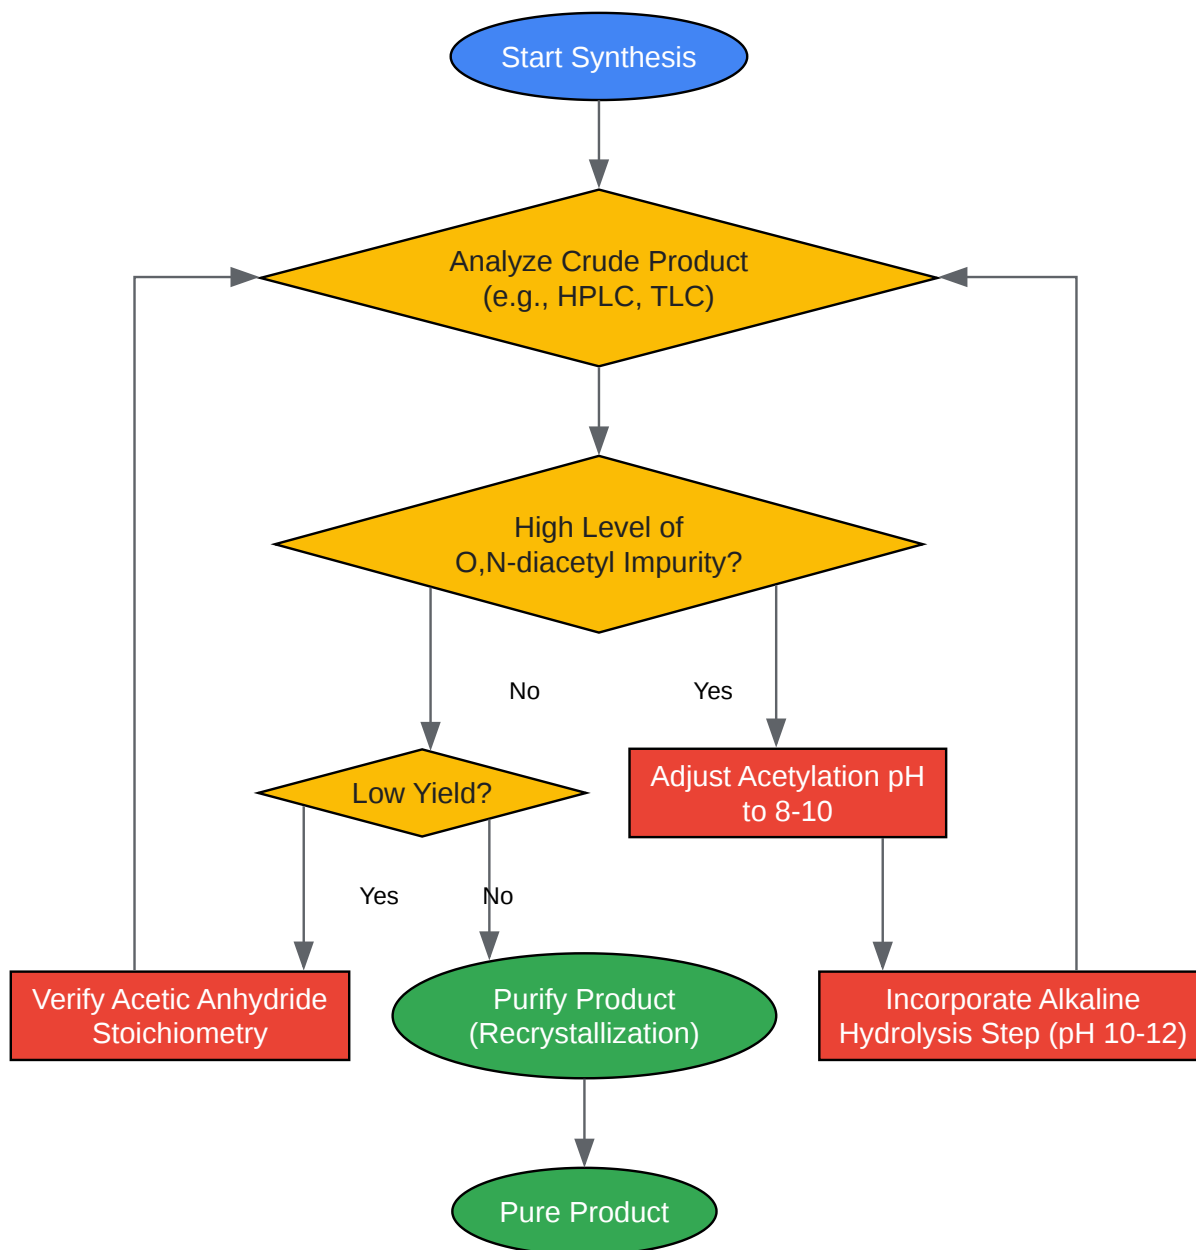 Start Synthesis
Analyze Crude Product
(e.g., HPLC, TLC)
High Level of
O,N-diacetyl Impurity?
No
Yes
Low Yield?
Adjust Acetylation pH
to 8-10
Yes
No
Verify Acetic Anhydride
Stoichiometry
Purify Product
(Recrystallization)
Incorporate Alkaline
Hydrolysis Step (pH 10-12)
Pure Product